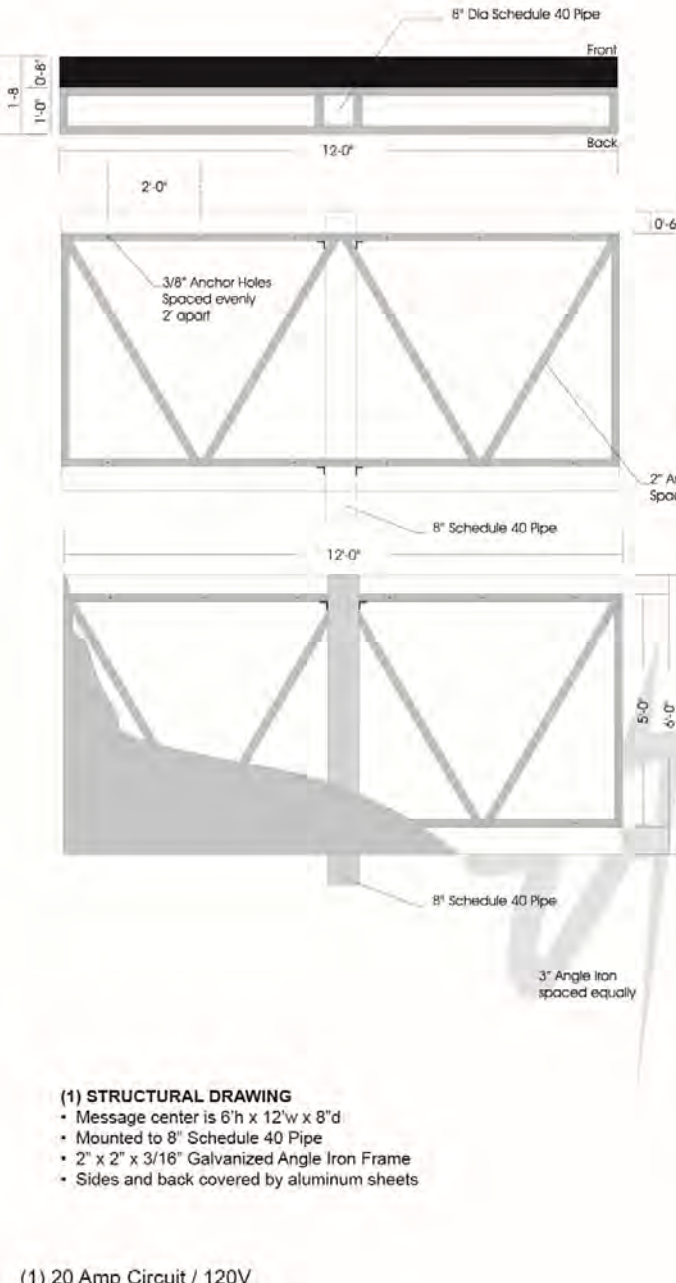 8" Dia Schedule 40 Pipe
Front
1-8
0'-8"
1'-0"
Back
12'-0"
2'-0"
0'-6
3/8" Anchor Holes
Spaced evenly
2' apart
2"
8" Schedule 40 Pipe
12'-0"
5'-0"
6'-0"
8" Schedule 40 Pipe
3" Angle Iron
spaced equally
(1) STRUCTURAL DRAWING
• Message center is 6'h x 12'w x 8"d
• Mounted to 8" Schedule 40 Pipe
• 2" x 2" x 3/16" Galvanized Angle Iron Frame
• Sides and back covered by aluminum sheets
(1) 20 Amp Circuit / 120V